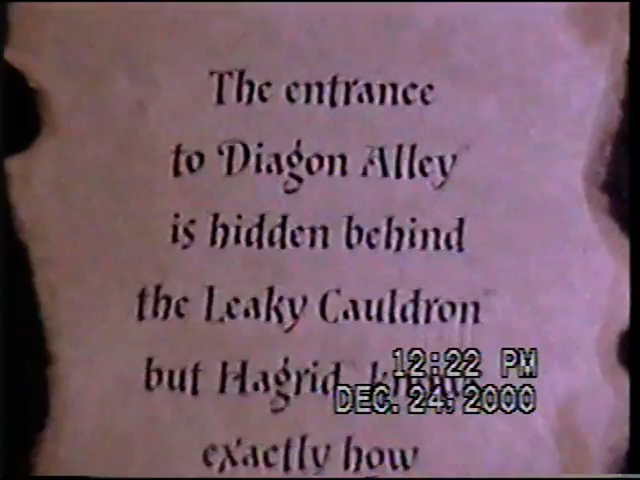 The entrance
to Diagon Alley
is hidden behind
the Leaky Cauldron
but Hagrid knows
exactly how
12:22 PM
DEC. 24. 2000